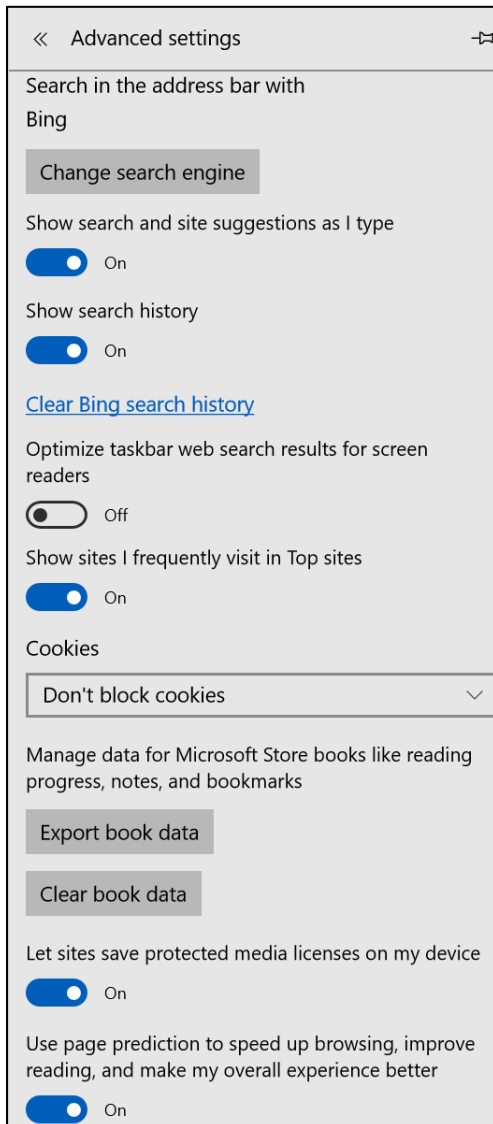 Advanced settings
Search in the address bar with
Bing
Change search engine
Show search and site suggestions as I type
On
Show search history
On
Clear Bing search history
Optimize taskbar web search results for screen
readers
Off
Show sites I frequently visit in Top sites
On
Cookies
Don't block cookies
Manage data for Microsoft Store books like reading
progress, notes, and bookmarks
Export book data
Clear book data
Let sites save protected media licenses on my device
On
Use page prediction to speed up browsing, improve
reading, and make my overall experience better
On